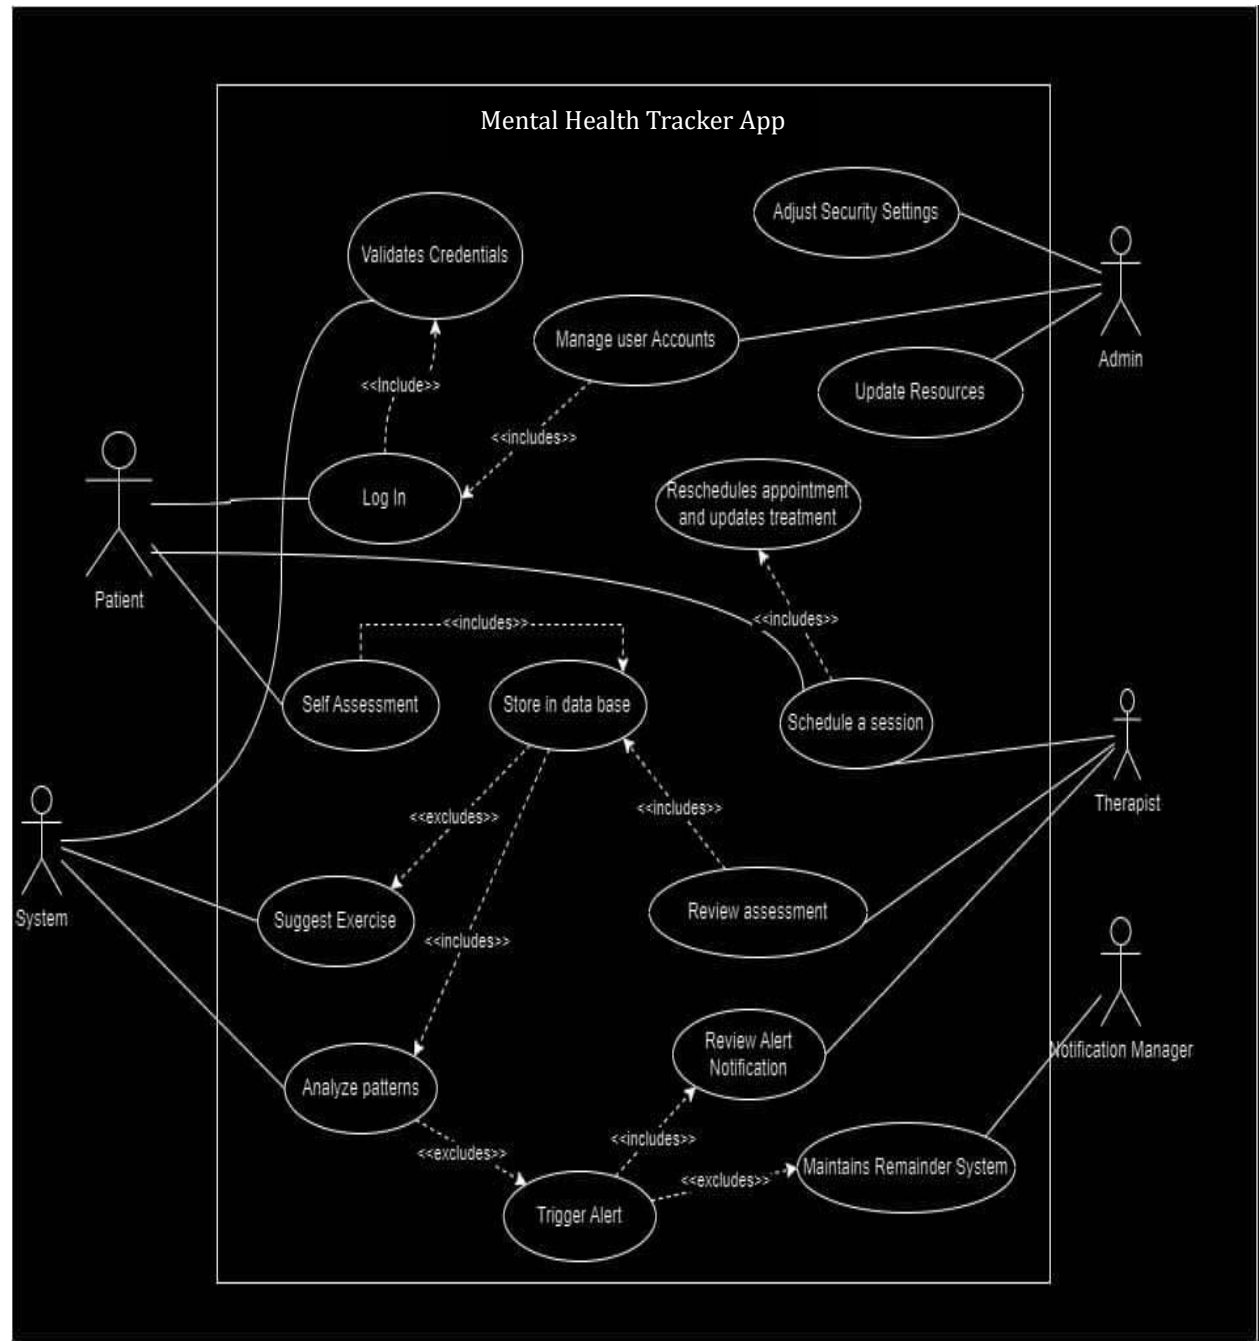 Mental Health Tracker App
Adjust Security Settings
Validates Credentials
Manage user Accounts
Admin
<<Include>>
Update Resources
<<includes>>
Log In
Reschedules appointment
and updates treatment
Patient
<<includes>>
<<includes>>
Self Assessment
Store in data base
Schedule a session
Therapist
<<excludes>>
<<includes>>
System
Suggest Exercise
Review assessment
<<includes>>
Review Alert
Notification
Notification Manager
Analyze patterns
<<includes>>
<<excludes>>
Maintains Remainder System
<<excludes>>
Trigger Alert